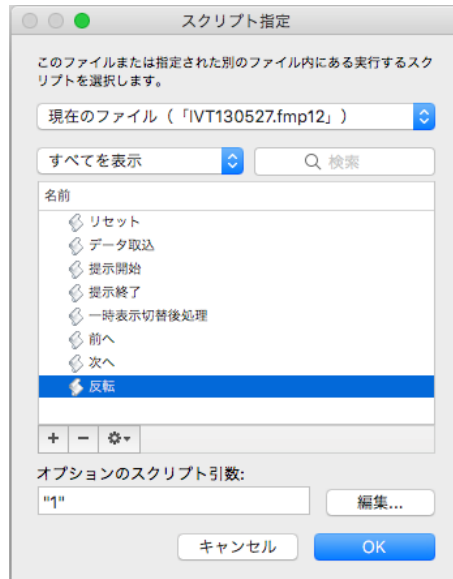 スクリプト指定
このファイルまたは指定された別のファイル内にある実行するスク
リプトを選択します。
現在のファイル（「IVT130527.fmp12」）
すべてを表示
検索
名前
リセット
データ取込
提示開始
提示終了
一時表示切替後処理
前へ
次へ
反転
オプションのスクリプト引数:
"1"
編集...
キャンセル
OK